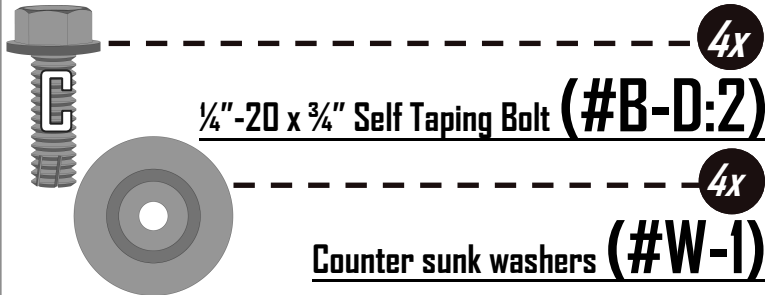 4x
C
¼"-20 x ¾" Self Taping Bolt (#B-D:2)
4x
Counter sunk washers (#W-1)